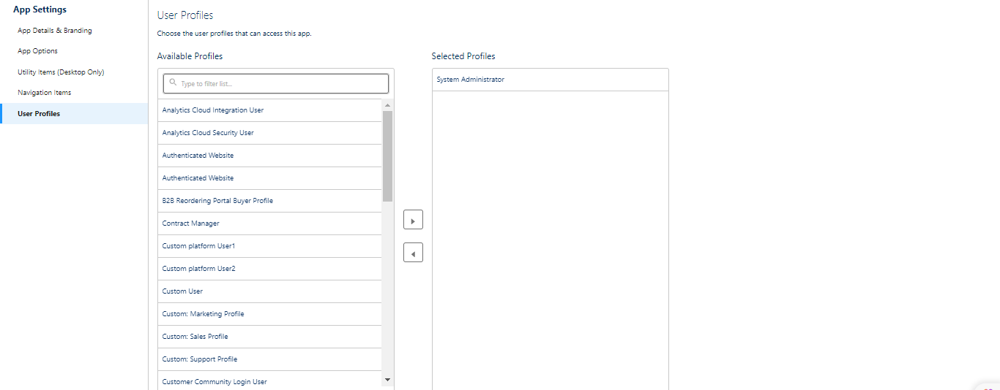 App Settings
App Details & Branding
App Options
Utility Items (Desktop Only)
Navigation Items
User Profiles
User Profiles
Choose the user profiles that can access this app.
Available Profiles
Type to filter list...
Analytics Cloud Integration User
Analytics Cloud Security User
Authenticated Website
Authenticated Website
B2B Reordering Portal Buyer Profile
Contract Manager
Custom platform User1
Custom platform User2
Custom User
Custom: Marketing Profile
Custom: Sales Profile
Custom: Support Profile
Customer Community Login User
Selected Profiles
System Administrator